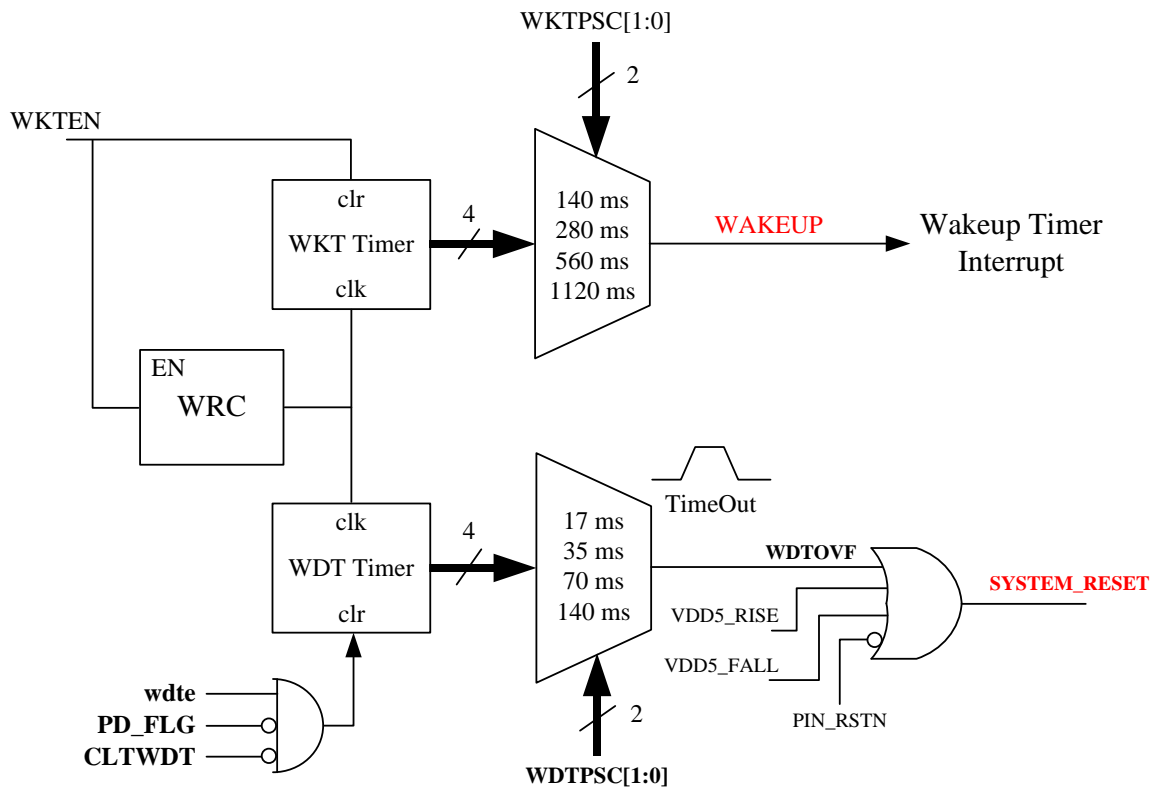 WKTPSC[1:0]
2
WKTEN
clr
WKT Timer
clk
4
140 ms
280 ms
560 ms
1120 ms
WAKEUP
Wakeup Timer
Interrupt
EN
WRC
clk
WDT Timer
clr
4
17 ms
35 ms
70 ms
140 ms
TimeOut
WDTOVF
VDD5_RISE
VDD5_FALL
PIN_RSTN
SYSTEM_RESET
wdte
PD_FLG
CLTWDT
2
WDTPSC[1:0]